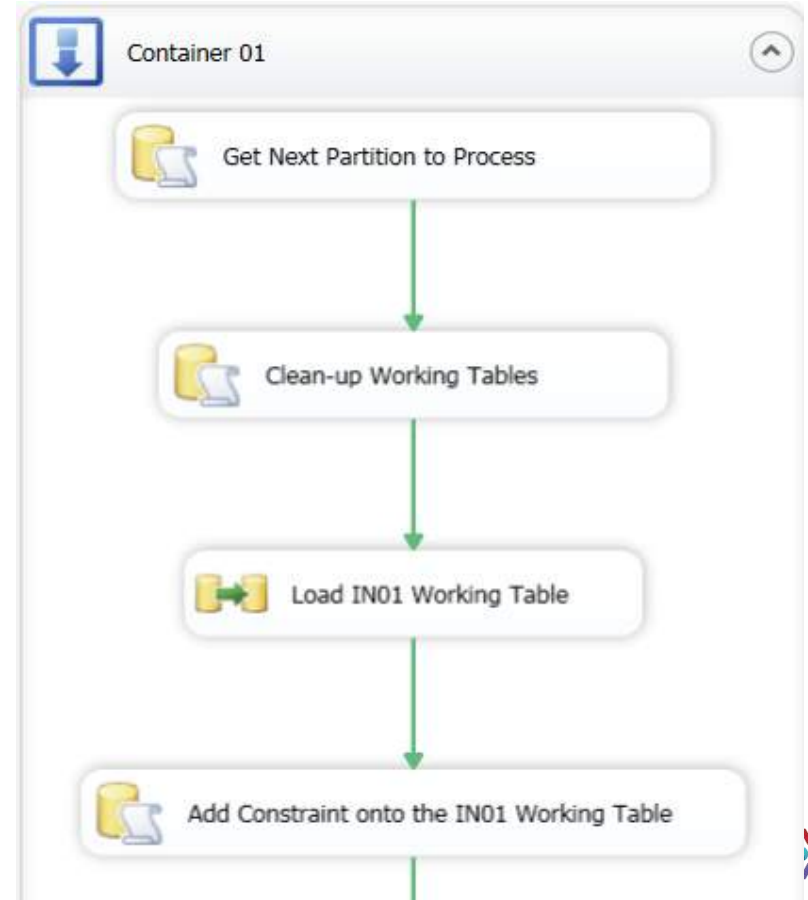 Container 01
Get Next Partition to Process
Clean-up Working Tables
Load IN01 Working Table
Add Constraint onto the IN01 Working Table